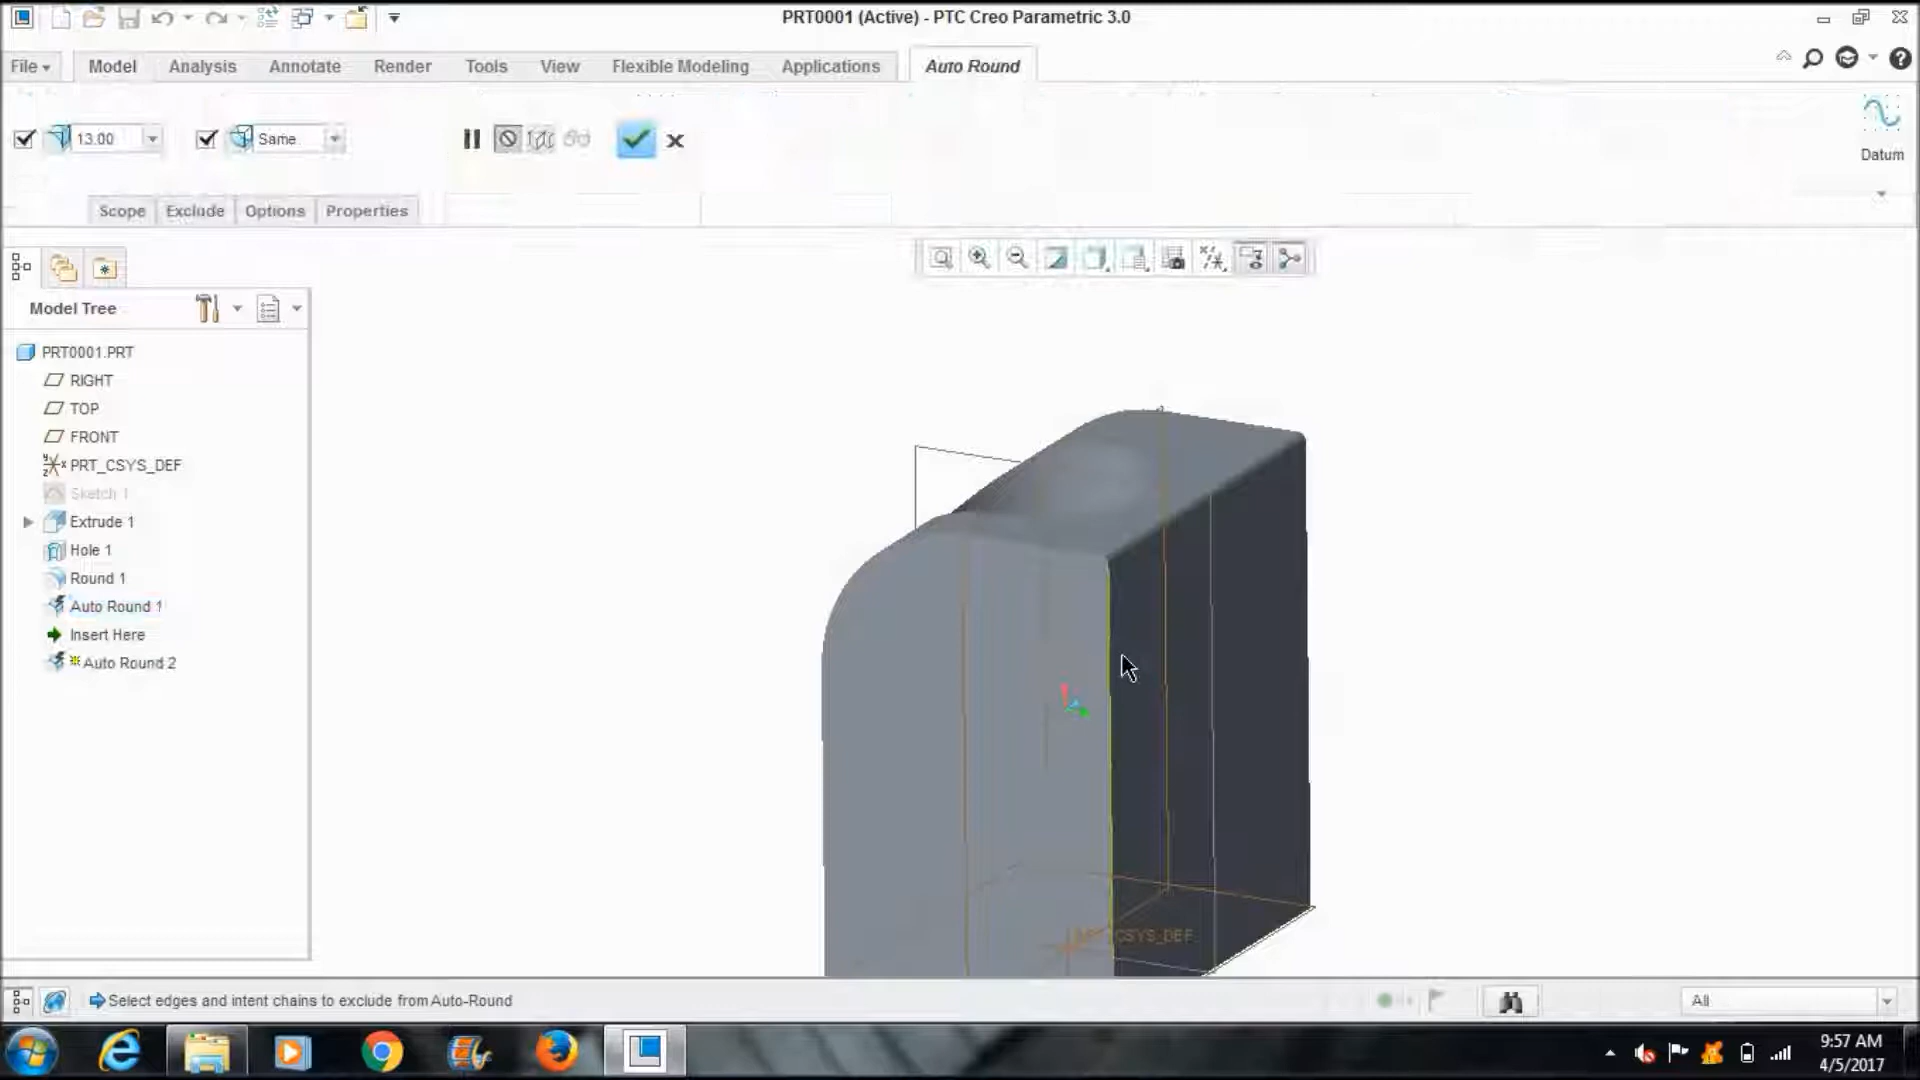 PRT0001 (Active) - PTC Creo Parametric 3.0
File Model Analysis Annotate Render Tools View Flexible Modeling Applications Auto Round
13.00 Same
Datum
Scope Exclude Options Properties
Model Tree
PRT0001.PRT
RIGHT
TOP
FRONT
PRT_CSYS_DEF
Sketch 1
Extrude 1
Hole 1
Round 1
Auto Round 1
Insert Here
Auto Round 2
CSYS_DEF
Select edges and intent chains to exclude from Auto-Round
All
9:57 AM
4/5/2017